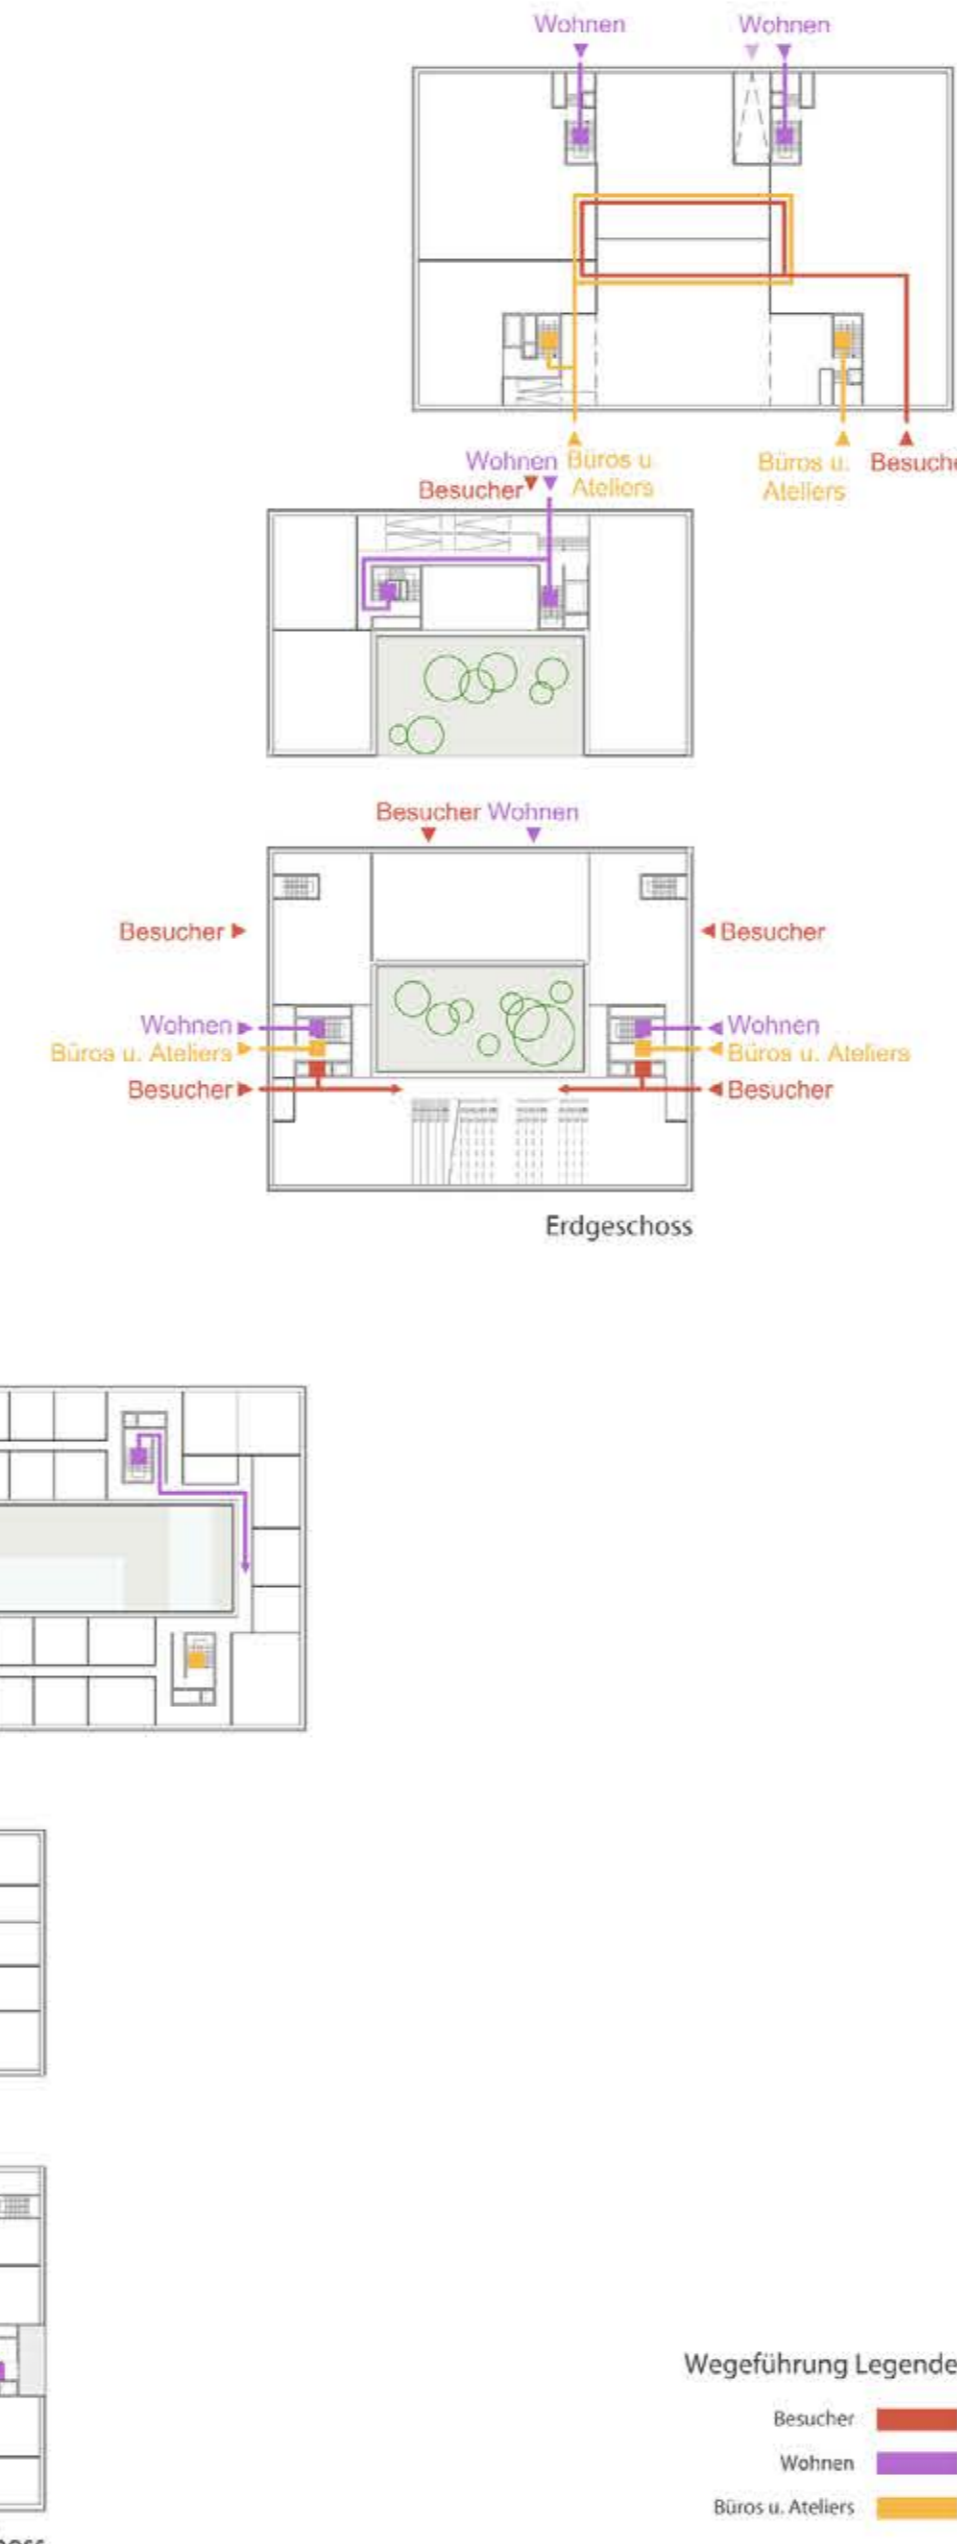 Wohnen Wohnen
Wohnen Büros u. Büros u. Besuche
Besucher Ateliers Ateliers
Besucher Wohnen
Besucher Besucher
Wohnen Wohnen
Büros u. Ateliers Büros u. Ateliers
Besucher Besucher
Erdgeschoss
Wegeführung Legende
Besucher
Wohnen
Büros u. Ateliers